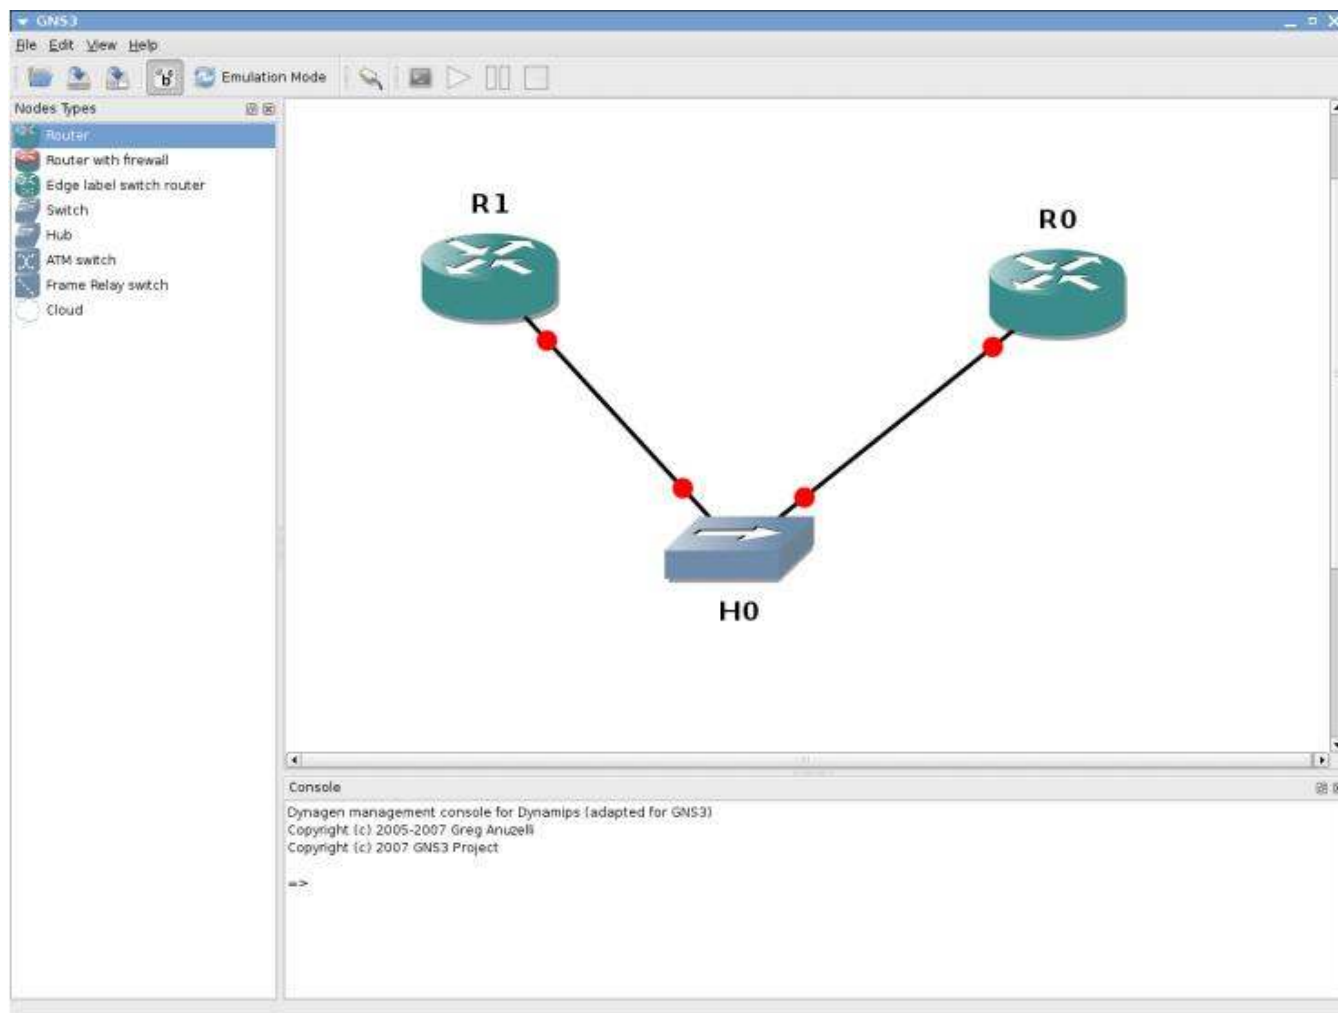 GNS3
File Edit View Help
Emulation Mode
Nodes Types
Router
Router with firewall
Edge label switch router
Switch
Hub
ATM switch
Frame Relay switch
Cloud
R1
R0
H0
Console
Dynagen management console for Dynamips (adapted for GNS3)
Copyright (c) 2005-2007 Greg Anuzelli
Copyright (c) 2007 GNS3 Project
=>